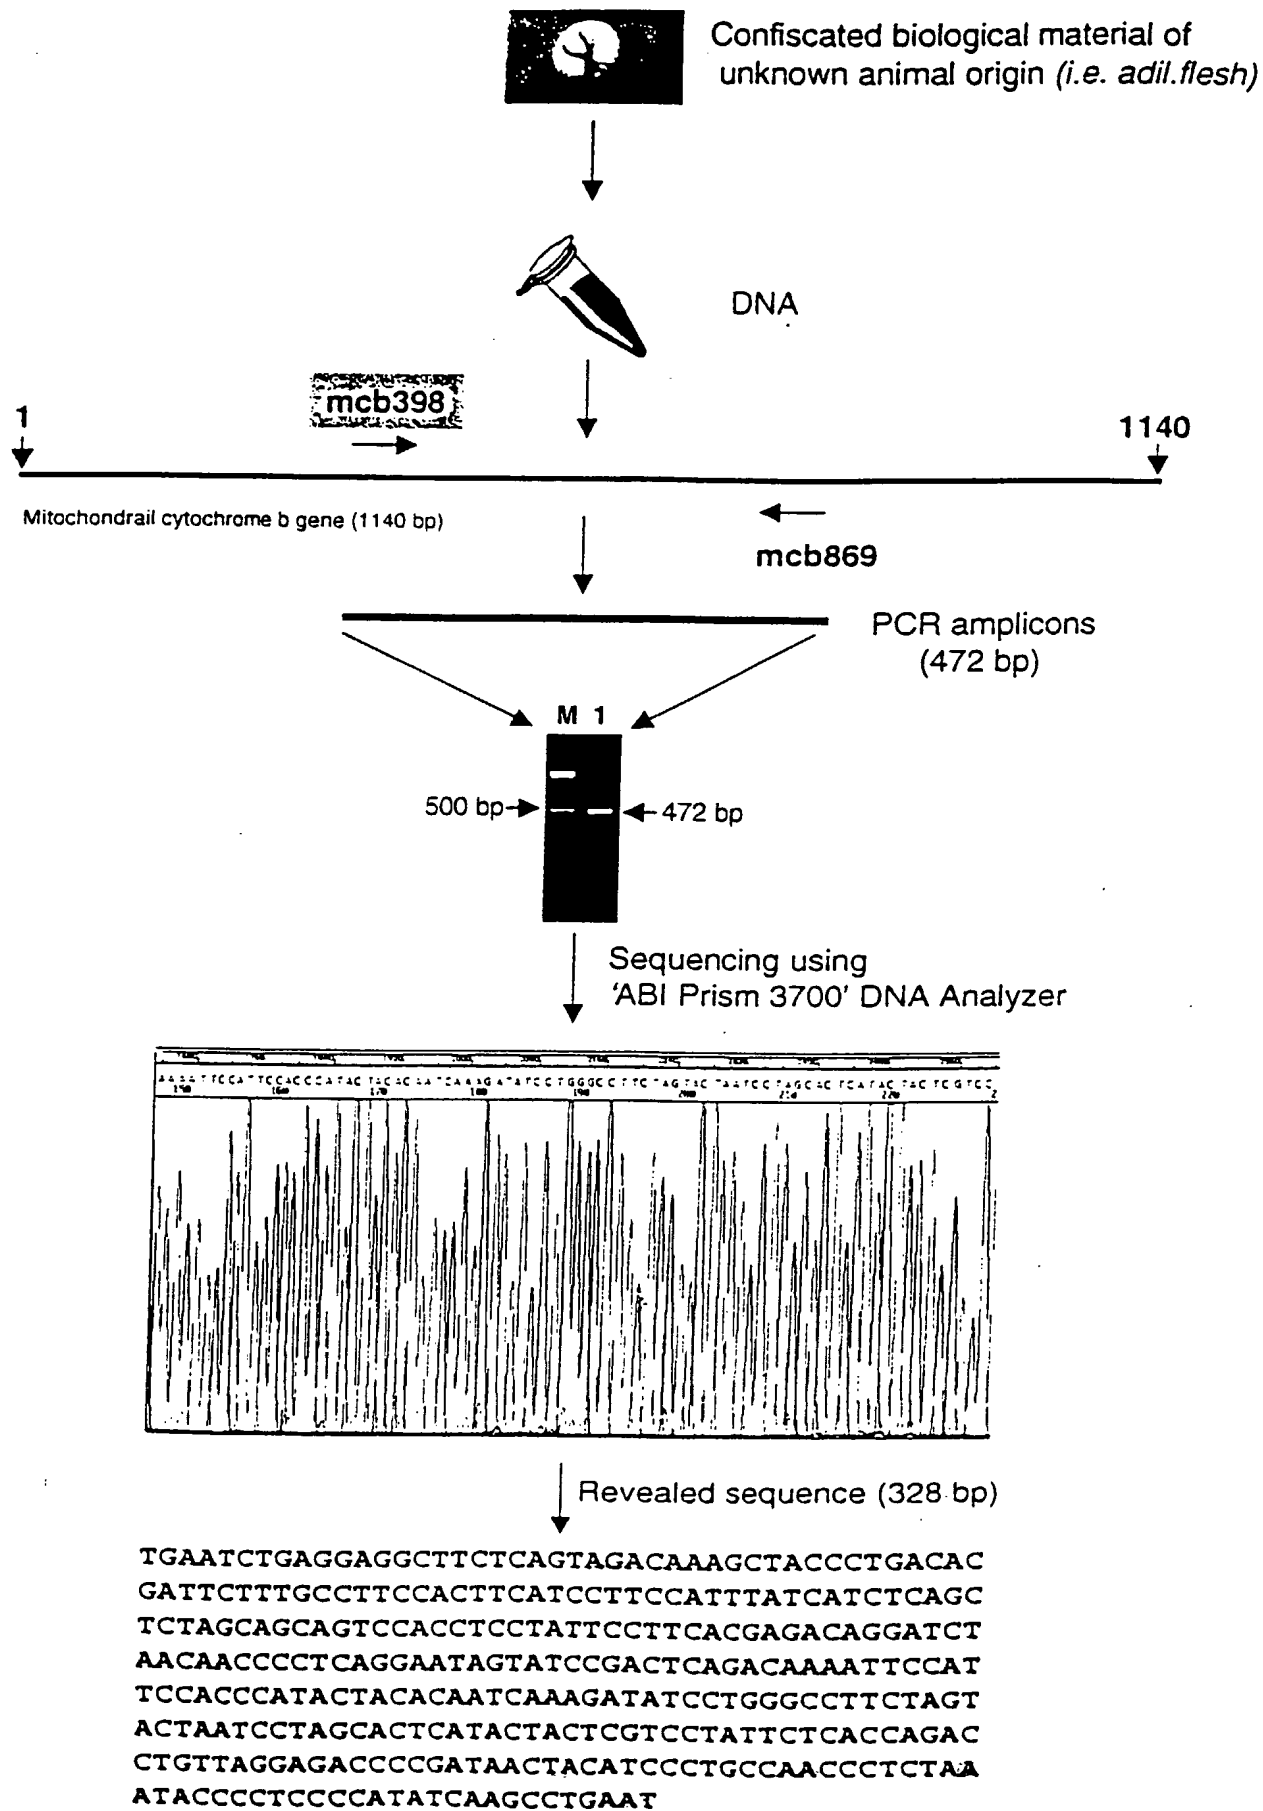 Confiscated biological material of
unknown animal origin (i.e. adil.flesh)
DNA
mcb398
1
1140
Mitochondrail cytochrome b gene (1140 bp)
mcb869
PCR amplicons
(472 bp)
M 1
500 bp
472 bp
Sequencing using
'ABI Prism 3700' DNA Analyzer
Revealed sequence (328 bp)
TGAATCTGAGGAGGCTTCTCAGTAGACAAAGCTACCCTGACAC
GATTCTTTGCCTTCCACTTCATCCTTCCATTTATCATCTCAGC
TCTAGCAGCAGTCCACCTCCTATTCCTTCACGAGACAGGATCT
AACAACCCCTCAGGAATAGTATCCGACTCAGACAAAATTCCAT
TCCACCCATACTACACAATCAAAGATATCCTGGGCCTTCTAGT
ACTAATCCTAGCACTCATACTACTCGTCCTATTCTCACCAGAC
CTGTTAGGAGACCCCGATAACTACATCCCTGCCAACCCTCTAA
ATACCCCTCCCCATATCAAGCCTGAAT